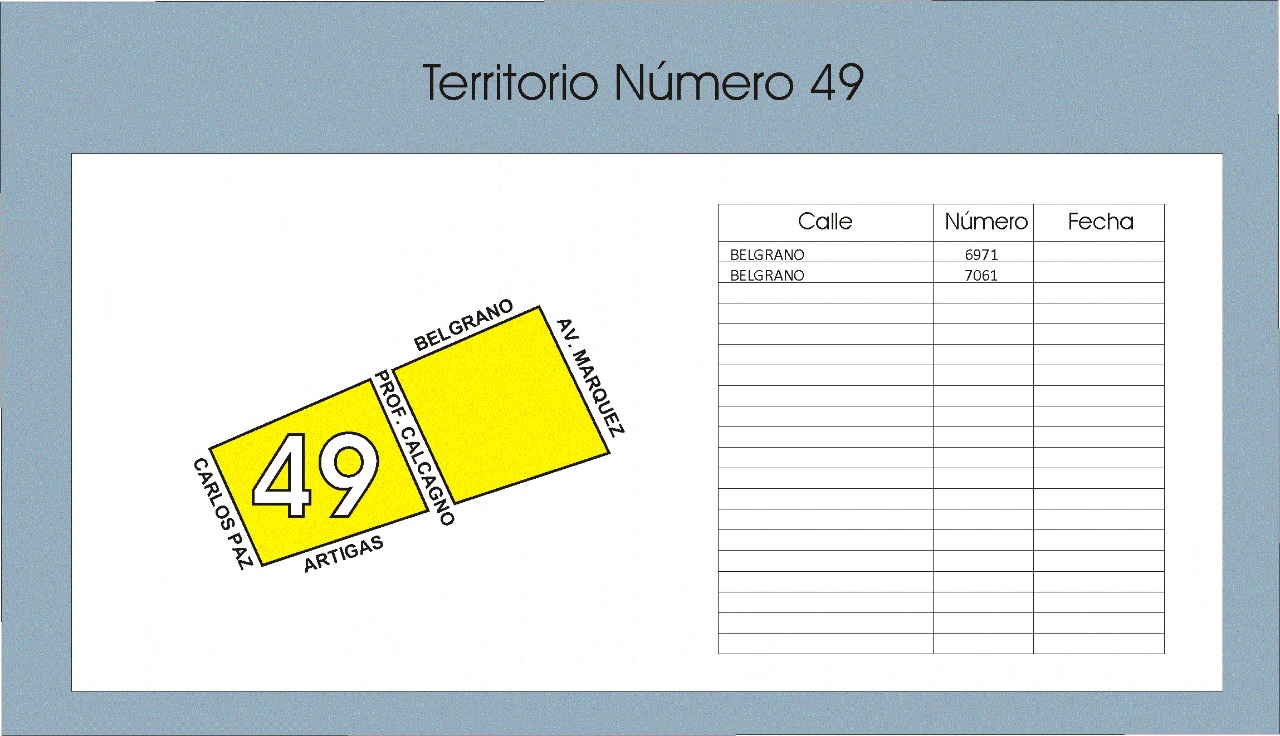 Territorio Número 49
BELGRANO
AV. MARQUEZ
PROF. CALCAGNO
49
CARLOS PAZ
ARTIGAS
Calle Número Fecha
BELGRANO 6971
BELGRANO 7061